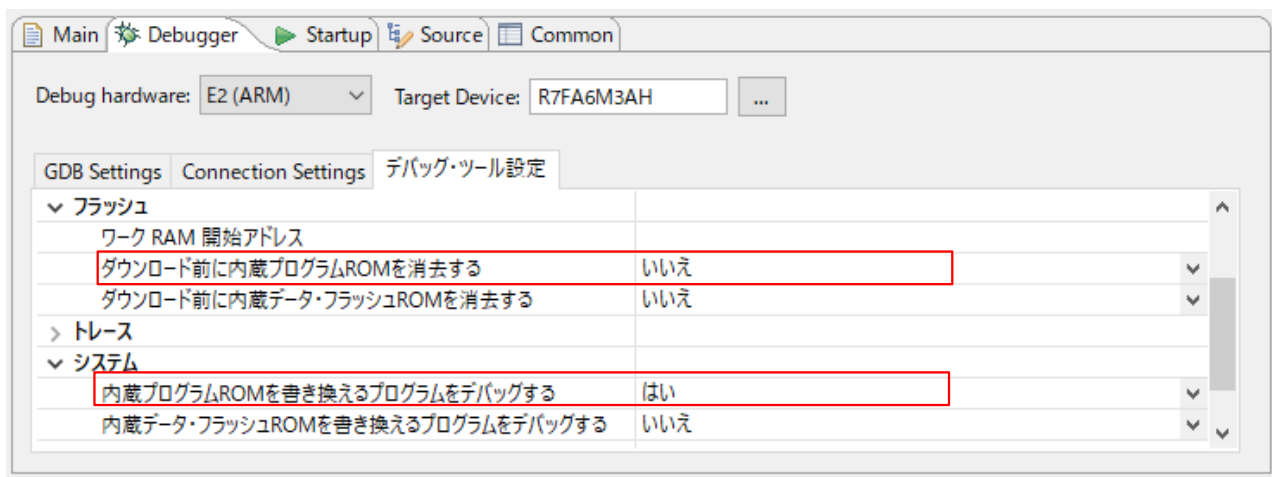 Main Debugger Startup Source Common
Debug hardware: E2 (ARM) Target Device: R7FA6M3AH ...
GDB Settings Connection Settings デバッグ・ツール設定
フラッシュ
ワーク RAM 開始アドレス
ダウンロード前に内蔵プログラムROMを消去する いいえ
ダウンロード前に内蔵データ・フラッシュROMを消去する いいえ
トレース
システム
内蔵プログラムROMを書き換えるプログラムをデバッグする はい
内蔵データ・フラッシュROMを書き換えるプログラムをデバッグする いいえ